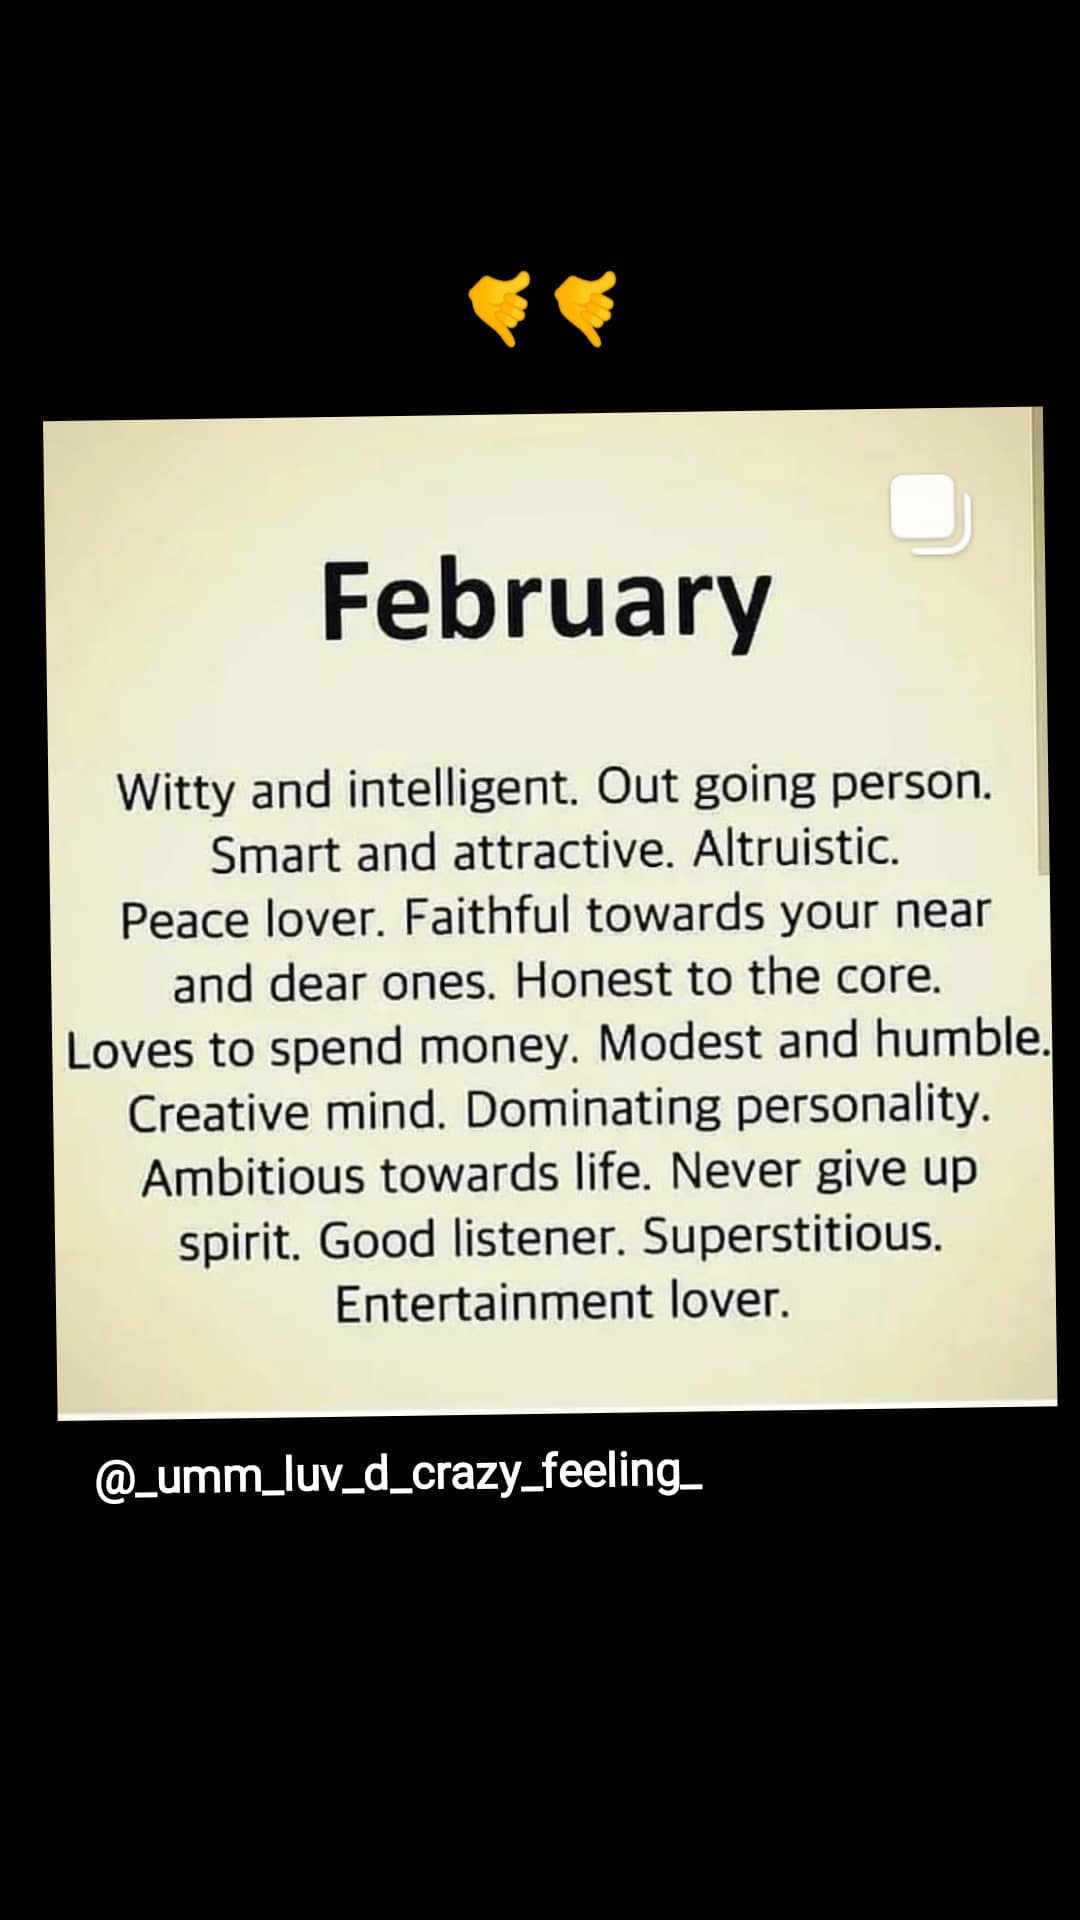 February
Witty and intelligent. Out going person.
Smart and attractive. Altruistic.
Peace lover. Faithful towards your near
and dear ones. Honest to the core.
Loves to spend money. Modest and humble.
Creative mind. Dominating personality.
Ambitious towards life. Never give up
spirit. Good listener. Superstitious.
Entertainment lover.
@_umm_luv_d_crazy_feeling_